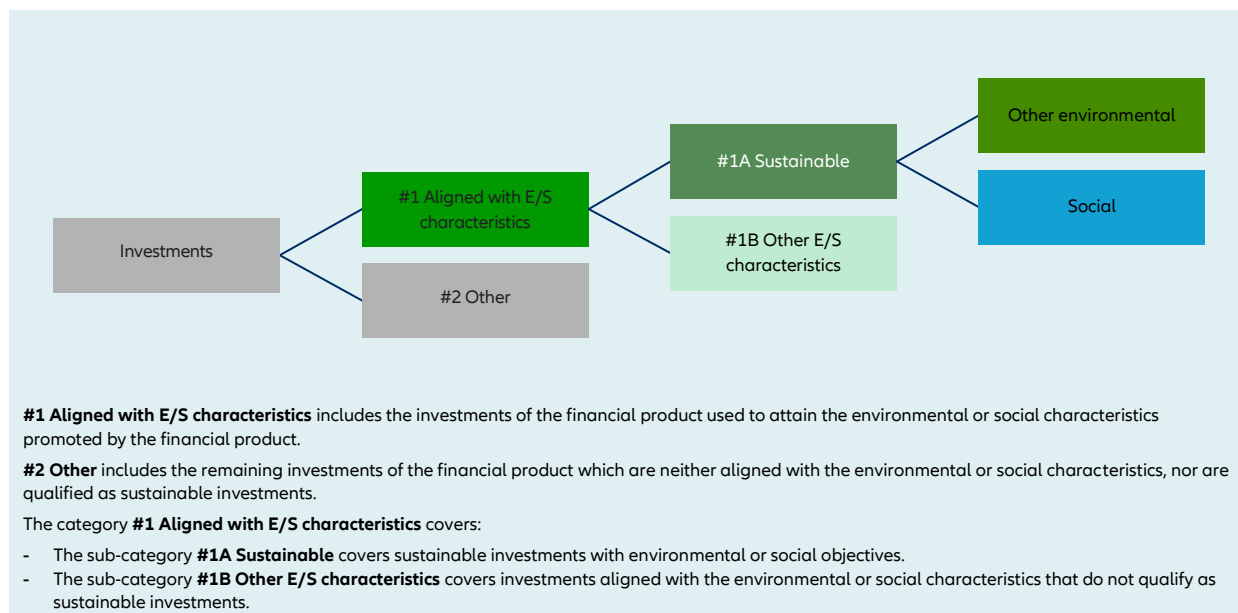 Other environmental
#1A Sustainable
#1 Aligned with E/S
characteristics
Social
Investments
#1B Other E/S
characteristics
#2 Other
#1 Aligned with E/S characteristics includes the investments of the financial product used to attain the environmental or social characteristics
promoted by the financial product.
#2 Other includes the remaining investments of the financial product which are neither aligned with the environmental or social characteristics, nor are
qualified as sustainable investments.
The category #1 Aligned with E/S characteristics covers:
- The sub-category #1A Sustainable covers sustainable investments with environmental or social objectives.
- The sub-category #1B Other E/S characteristics covers investments aligned with the environmental or social characteristics that do not qualify as
sustainable investments.